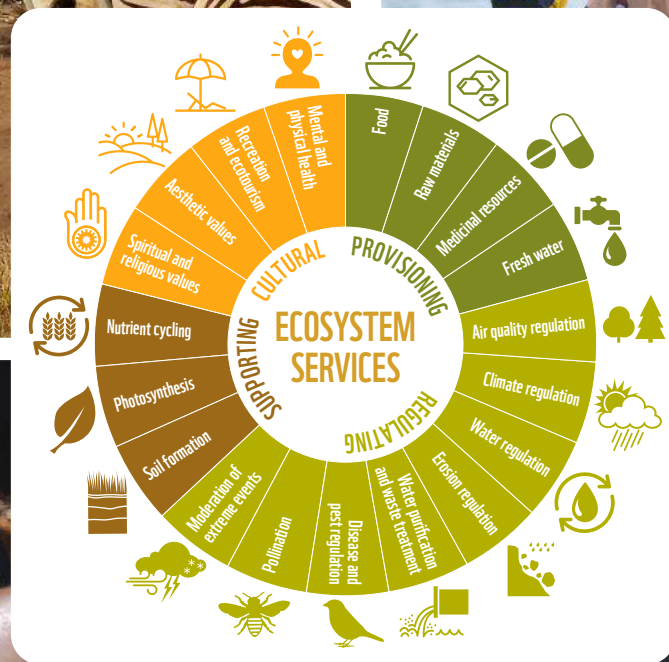 ECOSYSTEM
SERVICES
PROVISIONING
Food
Raw materials
Medicinal resources
Fresh water
REGULATING
Air quality regulation
Climate regulation
Water regulation
Erosion regulation
Water purification
and waste treatment
Disease and
pest regulation
Pollination
Moderation of
extreme events
SUPPORTING
Soil formation
Photosynthesis
Nutrient cycling
CULTURAL
Spiritual and
religious values
Aesthetic values
Recreation
and ecotourism
Mental and
physical health